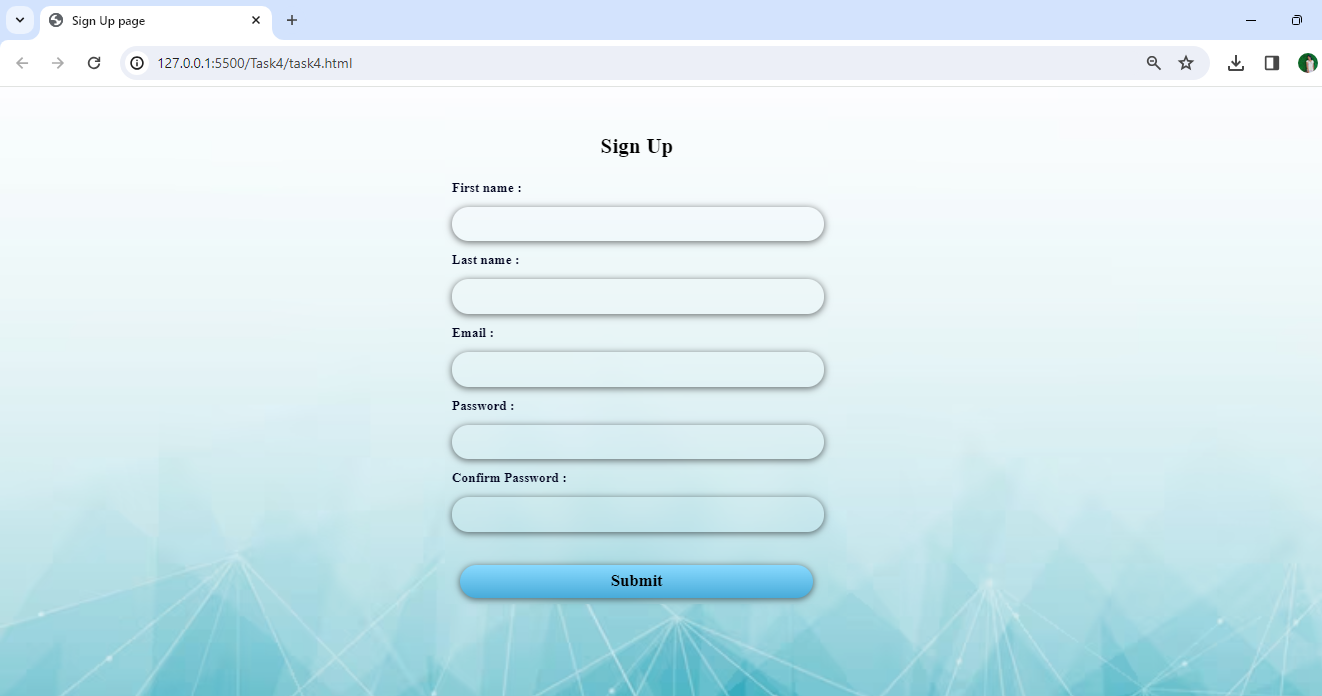 Sign Up page
127.0.0.1:5500/Task4/task4.html
Sign Up
First name :
Last name :
Email :
Password :
Confirm Password :
Submit